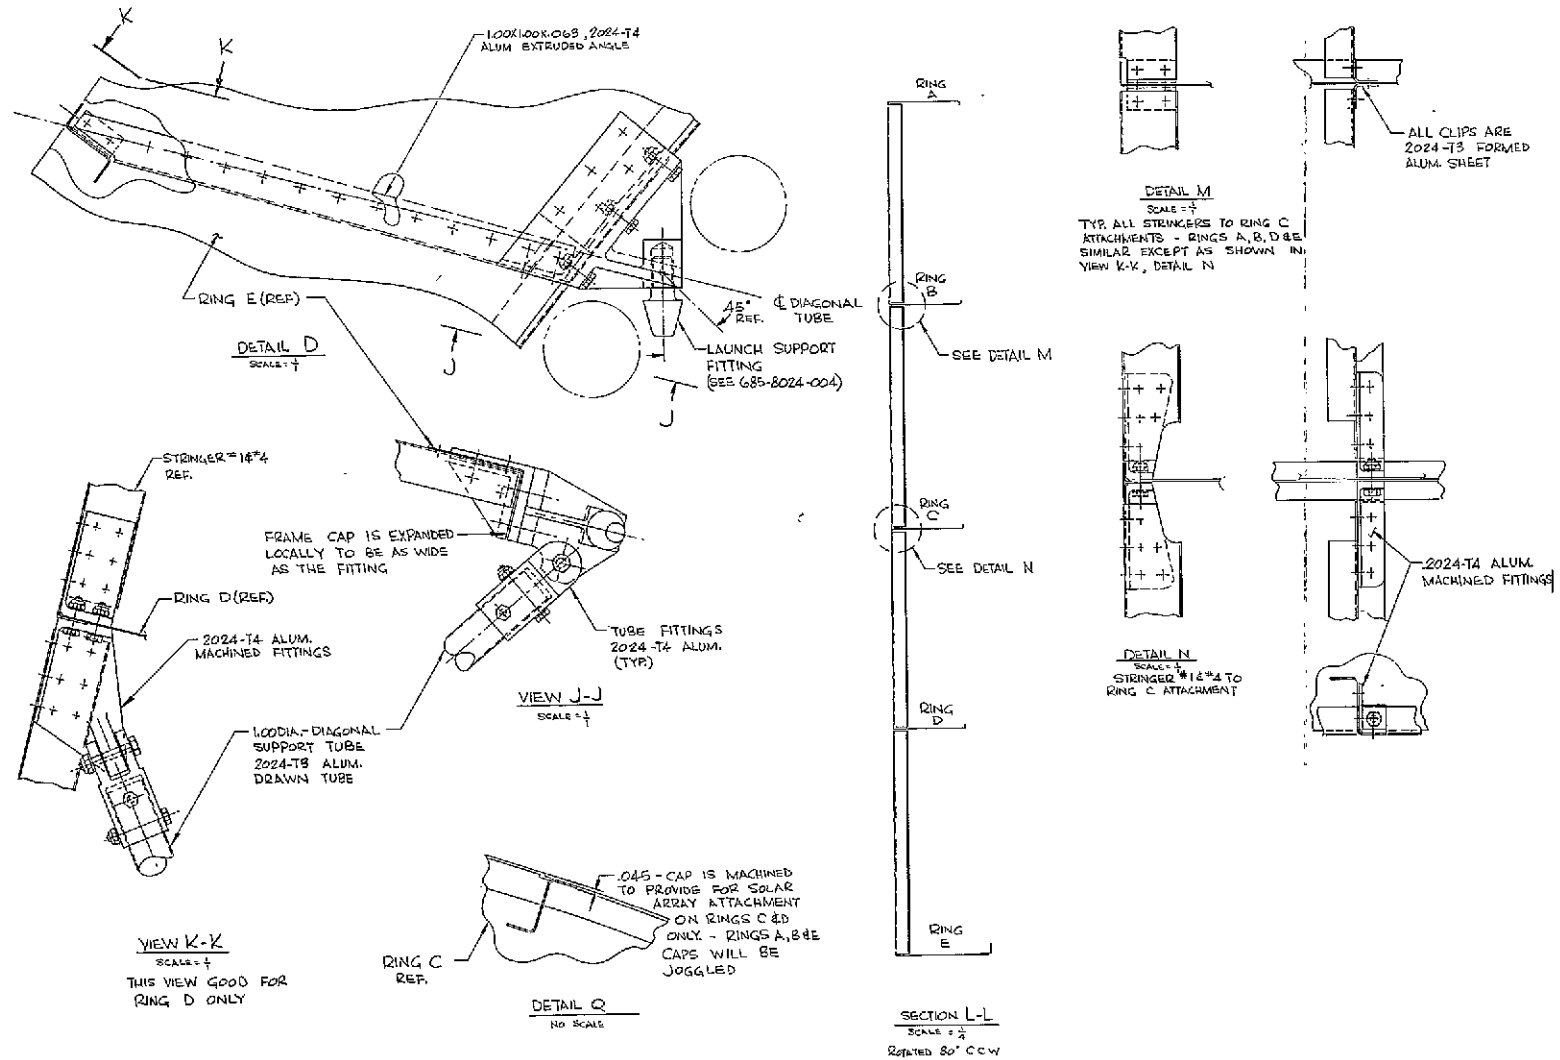 K
K
1.00X1.00X.063, 2024-T4
ALUM EXTRUDED ANGLE
RING E (REF)
DETAIL D
SCALE = 1/1
45°
REF.
℄ DIAGONAL
TUBE
LAUNCH SUPPORT
FITTING
(SEE 685-8024-004)
J
J
STRINGER #1 & #4
REF.
RING D (REF)
2024-T4 ALUM.
MACHINED FITTINGS
1.00 DIA.- DIAGONAL
SUPPORT TUBE
2024-T3 ALUM.
DRAWN TUBE
VIEW K-K
SCALE = 1/1
THIS VIEW GOOD FOR
RING D ONLY
FRAME CAP IS EXPANDED
LOCALLY TO BE AS WIDE
AS THE FITTING
TUBE FITTINGS
2024-T4 ALUM.
(TYP.)
VIEW J-J
SCALE = 1/1
.045 - CAP IS MACHINED
TO PROVIDE FOR SOLAR
ARRAY ATTACHMENT
ON RINGS C & D
ONLY. - RINGS A, B & E
CAPS WILL BE
JOGGLED
RING C
REF.
DETAIL Q
NO SCALE
RING
A
RING
B
SEE DETAIL M
RING
C
SEE DETAIL N
RING
D
RING
E
SECTION L-L
SCALE = 1/4
ROTATED 80° CCW
ALL CLIPS ARE
2024-T3 FORMED
ALUM. SHEET
DETAIL M
SCALE = 1/1
TYP. ALL STRINGERS TO RING C
ATTACHMENTS - RINGS A, B, D & E
SIMILAR EXCEPT AS SHOWN IN
VIEW K-K, DETAIL N
2024-T4 ALUM.
MACHINED FITTINGS
DETAIL N
SCALE = 1/1
STRINGER #1 & #4 TO
RING C ATTACHMENT